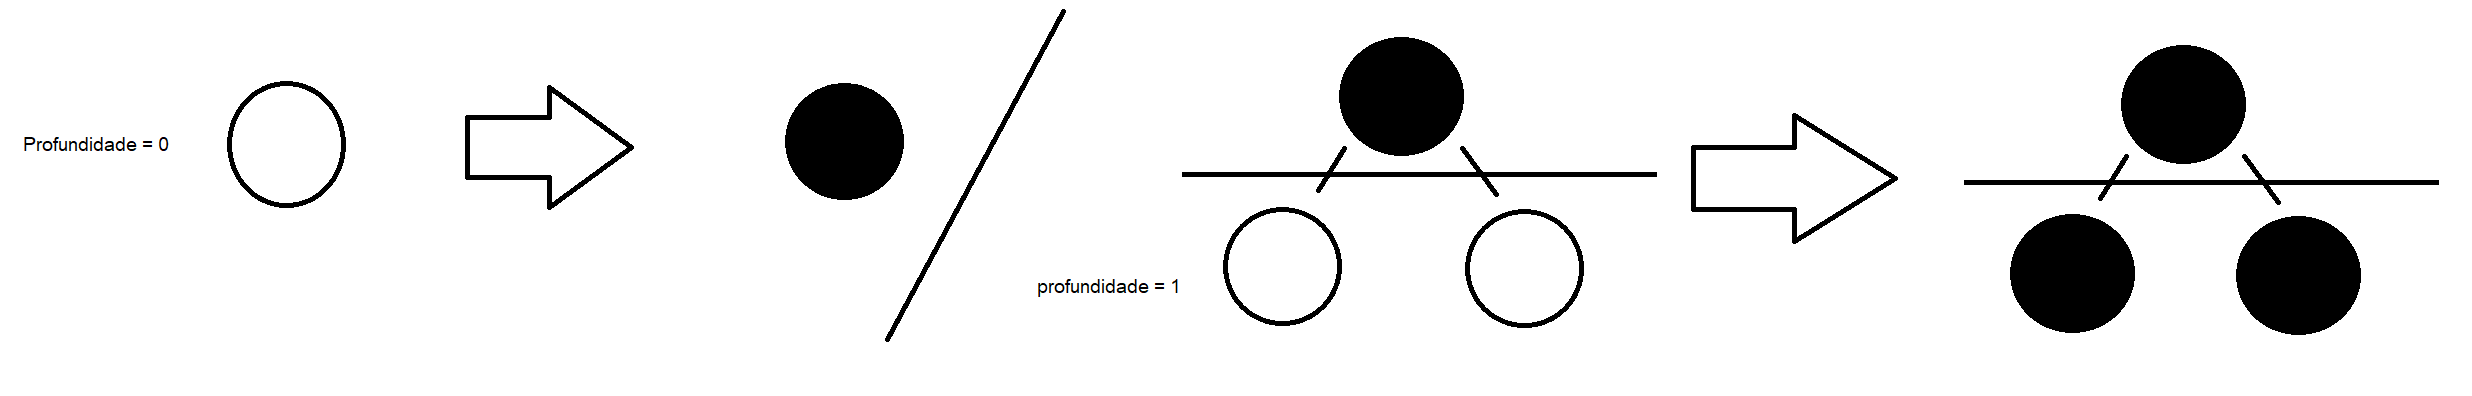 Profundidade = 0
profundidade = 1